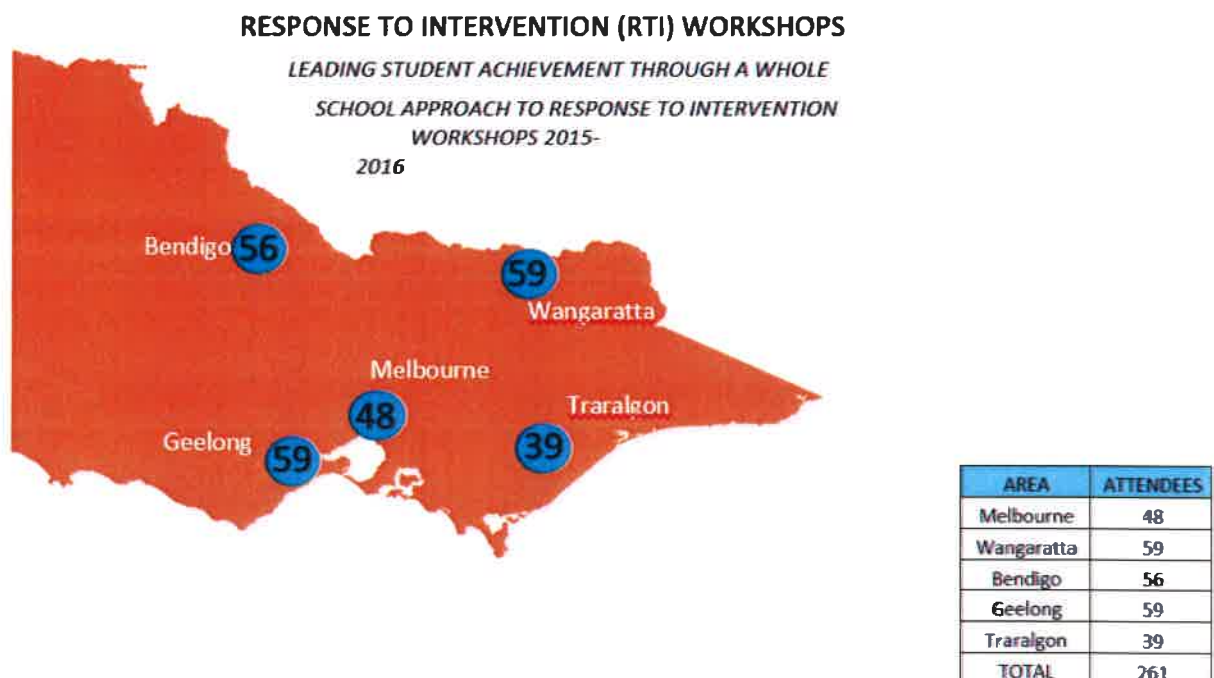 RESPONSE TO INTERVENTION (RTI) WORKSHOPS
LEADING STUDENT ACHIEVEMENT THROUGH A WHOLE
SCHOOL APPROACH TO RESPONSE TO INTERVENTION
WORKSHOPS 2015-
2016
Bendigo 56
59
Wangaratta
Melbourne
48
Traralgon
39
Geelong
59
AREA ATTENDEES
Melbourne 48
Wangaratta 59
Bendigo 56
Geelong 59
Traralgon 39
TOTAL 261